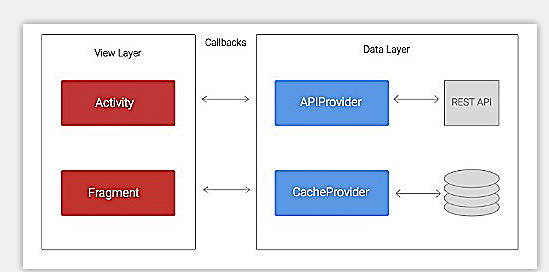 Callbacks
View Layer
Data Layer
Activity
APIProvider
REST API
Fragment
CacheProvider